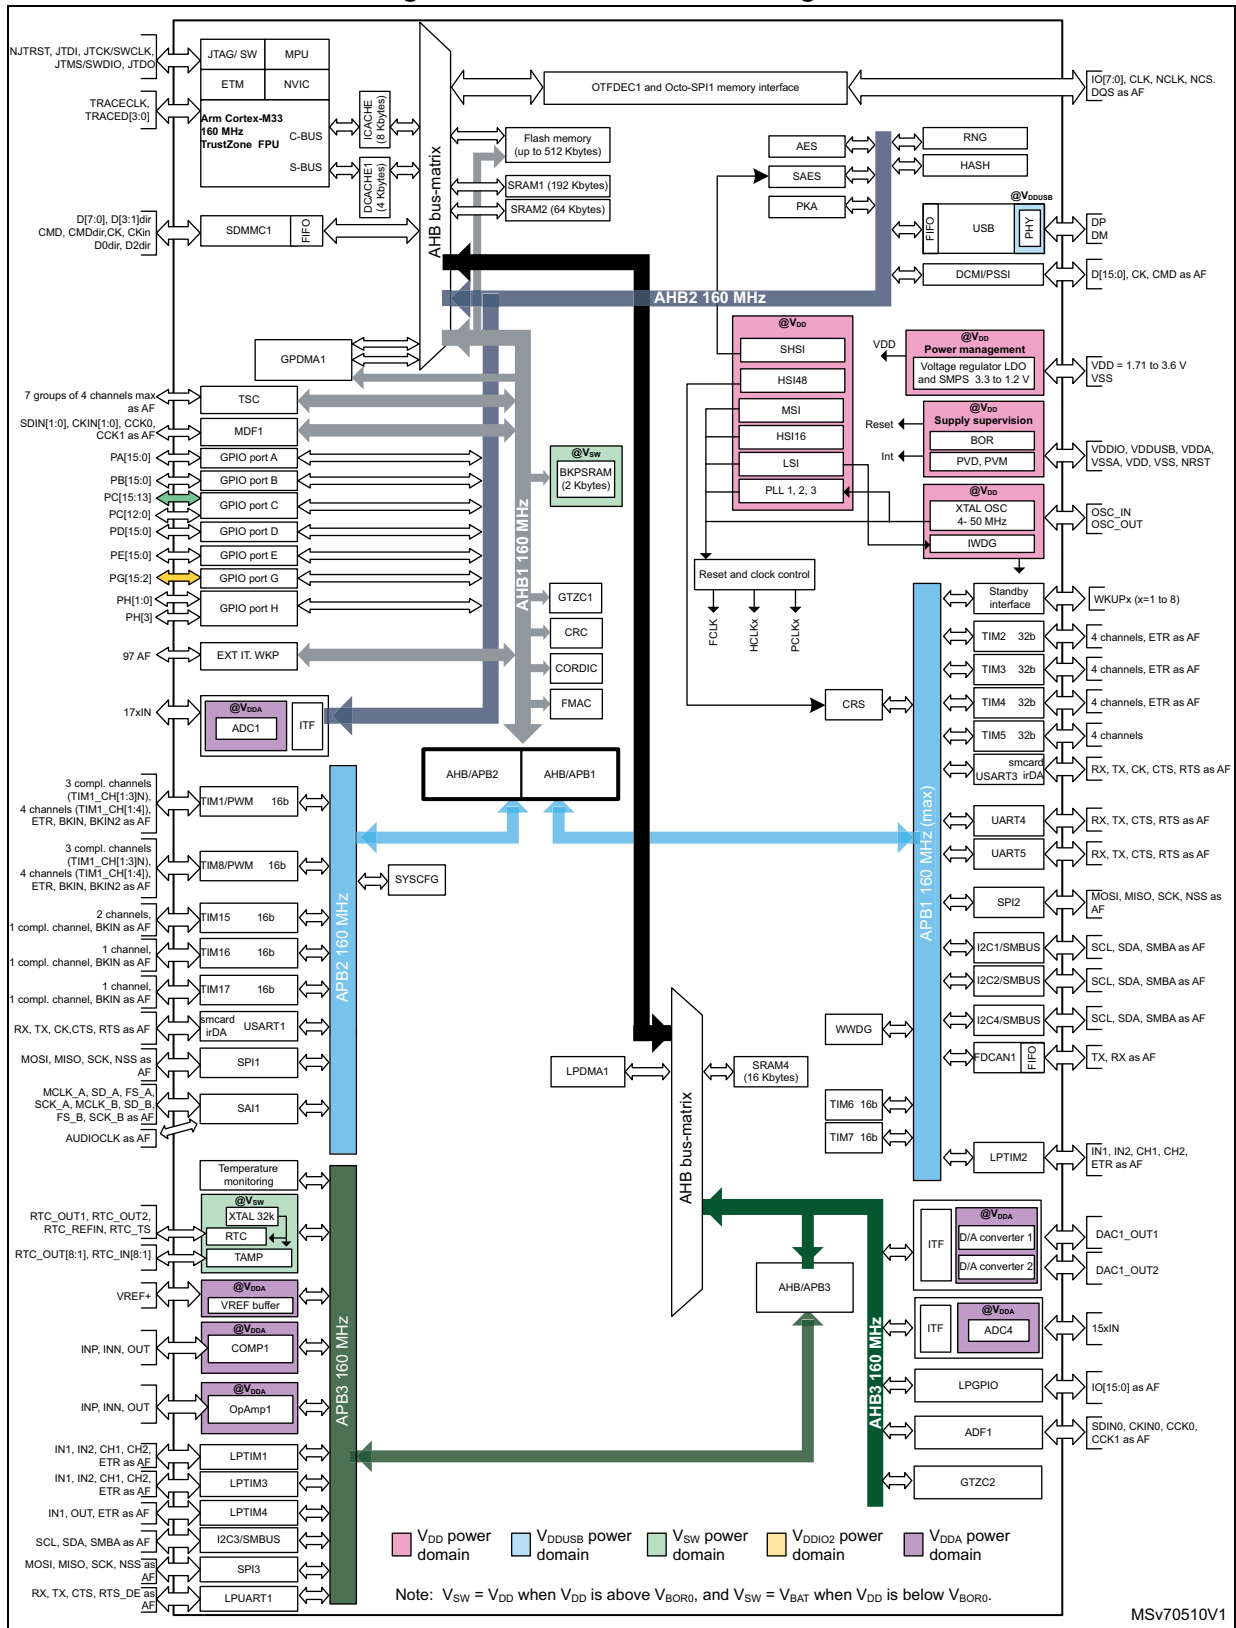 NJTRST, JTDI, JTCK/SWCLK,
JTMS/SWDIO, JTDO
TRACECLK,
TRACED[3:0]
JTAG/ SW
MPU
ETM
NVIC
Arm Cortex-M33
160 MHz
TrustZone FPU
C-BUS
S-BUS
ICACHE
(8 Kbytes)
DCACHE1
(4 Kbytes)
D[7:0], D[3:1]dir
CMD, CMDdir,CK, CKin
D0dir, D2dir
SDMMC1
FIFO
AHB bus-matrix
OTFDEC1 and Octo-SPI1 memory interface
IO[7:0], CLK, NCLK, NCS.
DQS as AF
Flash memory
(up to 512 Kbytes)
SRAM1 (192 Kbytes)
SRAM2 (64 Kbytes)
AES
SAES
PKA
RNG
HASH
@VDDUSB
FIFO
USB
PHY
DP
DM
DCMI/PSSI
D[15:0], CK, CMD as AF
AHB2 160 MHz
GPDMA1
7 groups of 4 channels max
as AF
TSC
SDIN[1:0], CKIN[1:0], CCK0,
CCK1 as AF
MDF1
PA[15:0]
GPIO port A
PB[15:0]
GPIO port B
PC[15:13]
PC[12:0]
GPIO port C
PD[15:0]
GPIO port D
PE[15:0]
GPIO port E
PG[15:2]
GPIO port G
PH[1:0]
PH[3]
GPIO port H
97 AF
EXT IT. WKP
17xIN
@VDDA
ADC1
ITF
AHB1 160 MHz
@VSW
BKPSRAM
(2 Kbytes)
GTZC1
CRC
CORDIC
FMAC
@VDD
SHSI
HSI48
MSI
HSI16
LSI
PLL 1, 2, 3
Reset and clock control
FCLK
HCLKx
PCLKx
VDD
@VDD
Power management
Voltage regulator LDO
and SMPS 3.3 to 1.2 V
VDD = 1.71 to 3.6 V
VSS
Reset
Int
@VDD
Supply supervision
BOR
PVD, PVM
VDDIO, VDDUSB, VDDA,
VSSA, VDD, VSS, NRST
@VDD
XTAL OSC
4- 50 MHz
IWDG
OSC_IN
OSC_OUT
Standby
interface
WKUPx (x=1 to 8)
TIM2 32b
4 channels, ETR as AF
TIM3 32b
4 channels, ETR as AF
TIM4 32b
4 channels, ETR as AF
TIM5 32b
4 channels
CRS
smcard
USART3 irDA
RX, TX, CK, CTS, RTS as AF
UART4
RX, TX, CTS, RTS as AF
UART5
RX, TX, CTS, RTS as AF
SPI2
MOSI, MISO, SCK, NSS as
AF
I2C1/SMBUS
SCL, SDA, SMBA as AF
I2C2/SMBUS
SCL, SDA, SMBA as AF
I2C4/SMBUS
SCL, SDA, SMBA as AF
FDCAN1
FIFO
TX, RX as AF
WWDG
TIM6 16b
TIM7 16b
LPTIM2
IN1, IN2, CH1, CH2,
ETR as AF
APB1 160 MHz (max)
AHB/APB2
AHB/APB1
3 compl. channels
(TIM1_CH[1:3]N),
4 channels (TIM1_CH[1:4]),
ETR, BKIN, BKIN2 as AF
TIM1/PWM 16b
3 compl. channels
(TIM1_CH[1:3]N),
4 channels (TIM1_CH[1:4]),
ETR, BKIN, BKIN2 as AF
TIM8/PWM 16b
2 channels,
1 compl. channel, BKIN as AF
TIM15 16b
1 channel,
1 compl. channel, BKIN as AF
TIM16 16b
1 channel,
1 compl. channel, BKIN as AF
TIM17 16b
RX, TX, CK,CTS, RTS as AF
smcard
irDA USART1
MOSI, MISO, SCK, NSS as
AF
SPI1
MCLK_A, SD_A, FS_A,
SCK_A, MCLK_B, SD_B,
FS_B, SCK_B as AF
AUDIOCLK as AF
SAI1
APB2 160 MHz
SYSCFG
LPDMA1
AHB bus-matrix
SRAM4
(16 Kbytes)
Temperature
monitoring
RTC_OUT1, RTC_OUT2,
RTC_REFIN, RTC_TS
RTC_OUT[8:1], RTC_IN[8:1]
@VSW
XTAL 32k
RTC
TAMP
VREF+
@VDDA
VREF buffer
INP, INN, OUT
@VDDA
COMP1
INP, INN, OUT
@VDDA
OpAmp1
IN1, IN2, CH1, CH2,
ETR as AF
LPTIM1
IN1, IN2, CH1, CH2,
ETR as AF
LPTIM3
IN1, OUT, ETR as AF
LPTIM4
SCL, SDA, SMBA as AF
I2C3/SMBUS
MOSI, MISO, SCK, NSS as
AF
SPI3
RX, TX, CTS, RTS_DE as
AF
LPUART1
APB3 160 MHz
AHB/APB3
AHB3 160 MHz
ITF
@VDDA
D/A converter 1
D/A converter 2
DAC1_OUT1
DAC1_OUT2
ITF
@VDDA
ADC4
15xIN
LPGPIO
IO[15:0] as AF
ADF1
SDIN0, CKIN0, CCK0,
CCK1 as AF
GTZC2
VDD power
domain
VDDUSB power
domain
VSW power
domain
VDDIO2 power
domain
VDDA power
domain
Note: VSW = VDD when VDD is above VBOR0, and VSW = VBAT when VDD is below VBOR0.
MSv70510V1